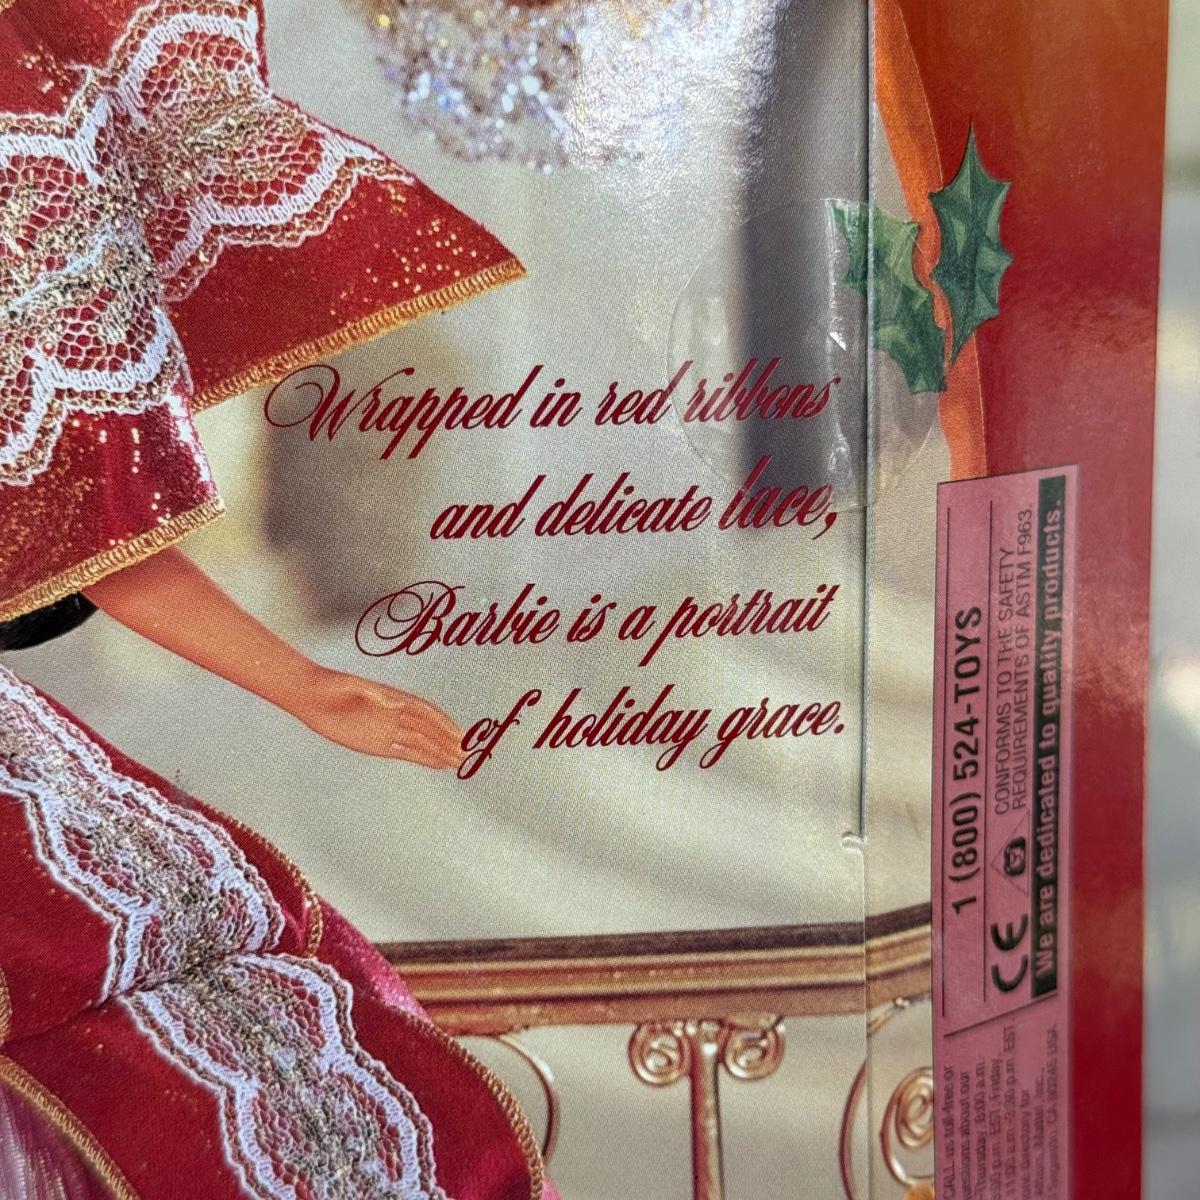 Wrapped in red ribbons
and delicate lace,
Barbie is a portrait
of holiday grace.
1 (800) 524-TOYS
CE
CONFORMS TO THE SAFETY
REQUIREMENTS OF ASTM F963.
We are dedicated to quality products.